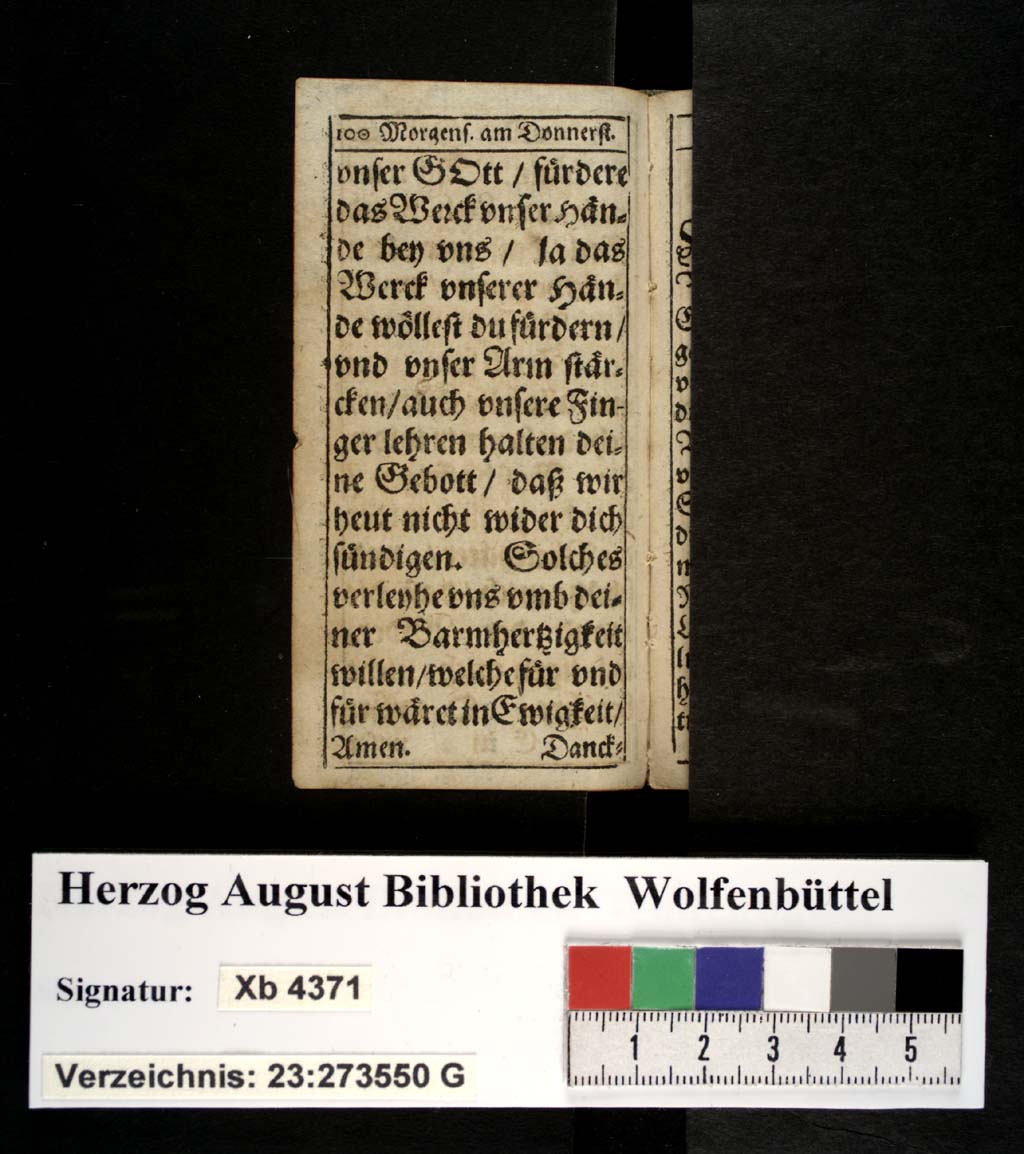 100 Morgens. am Donnerst.
vnser GOtt / fürdere
das Werck vnser Hän-
de bey vns / Ja das
Werck vnserer Hän-
de wöllest du fürdern /
vnd vnser Arm stär-
cken / auch vnsere Fin-
ger lehren halten dei-
ne Gebott / daß wir
heut nicht wider dich
sündigen. Solches
verleyhe vns vmb dei-
ner Barmhertzigkeit
willen / welche für vnd
für wäret in Ewigkeit /
Amen. Danck-
Herzog August Bibliothek Wolfenbüttel
Signatur: Xb 4371
1 2 3 4 5
Verzeichnis: 23:273550 G